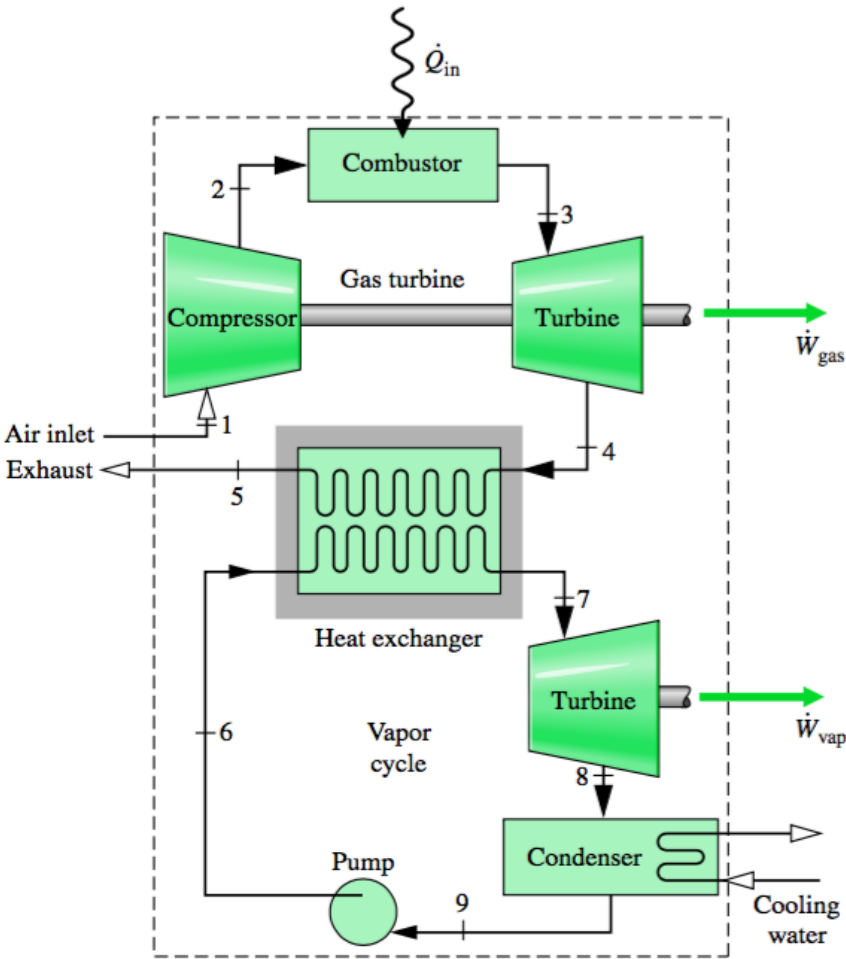 Q̇in
Combustor
2
3
Gas turbine
Compressor
Turbine
Ẇgas
1
Air inlet
4
Exhaust
5
7
Heat exchanger
Turbine
6
Vapor
cycle
Ẇvap
8
Condenser
Pump
9
Cooling
water